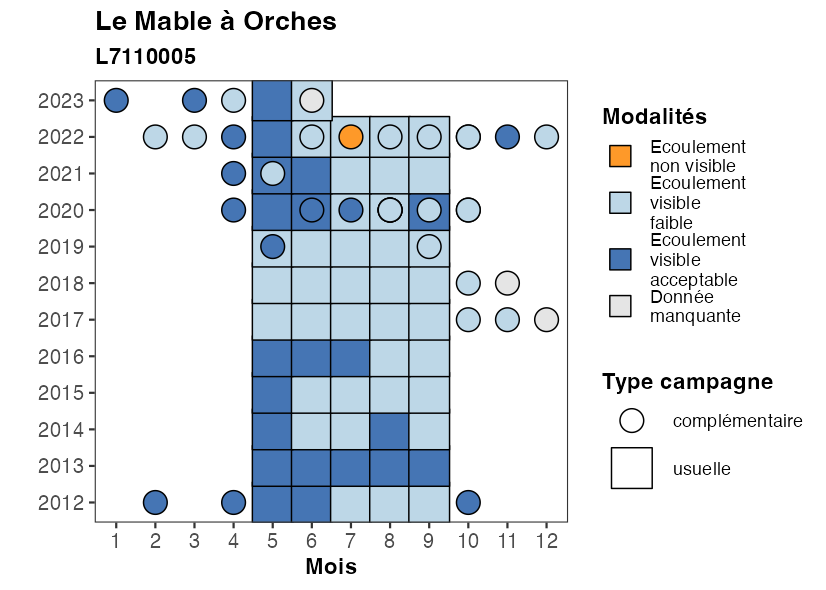 Le Mable à Orches
L7110005
2023
2022
2021
2020
2019
2018
2017
2016
2015
2014
2013
2012
1 2 3 4 5 6 7 8 9 10 11 12
Mois
Modalités
Ecoulement
non visible
Ecoulement
visible
faible
Ecoulement
visible
acceptable
Donnée
manquante
Type campagne
complémentaire
usuelle